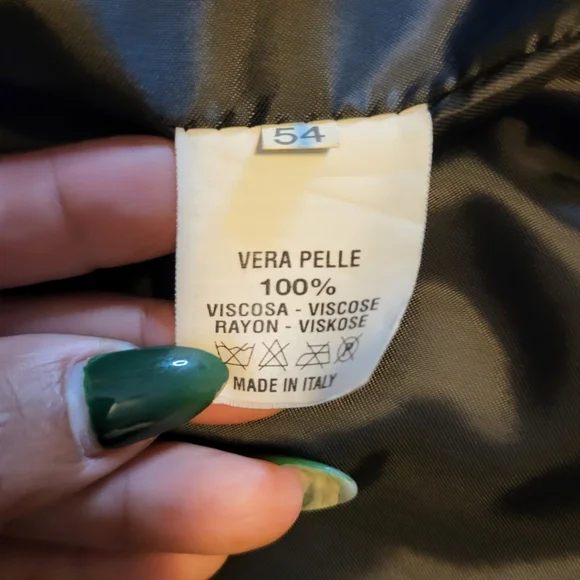 54
VERA PELLE
100%
VISCOSA - VISCOSE
RAYON - VISKOSE
MADE IN ITALY